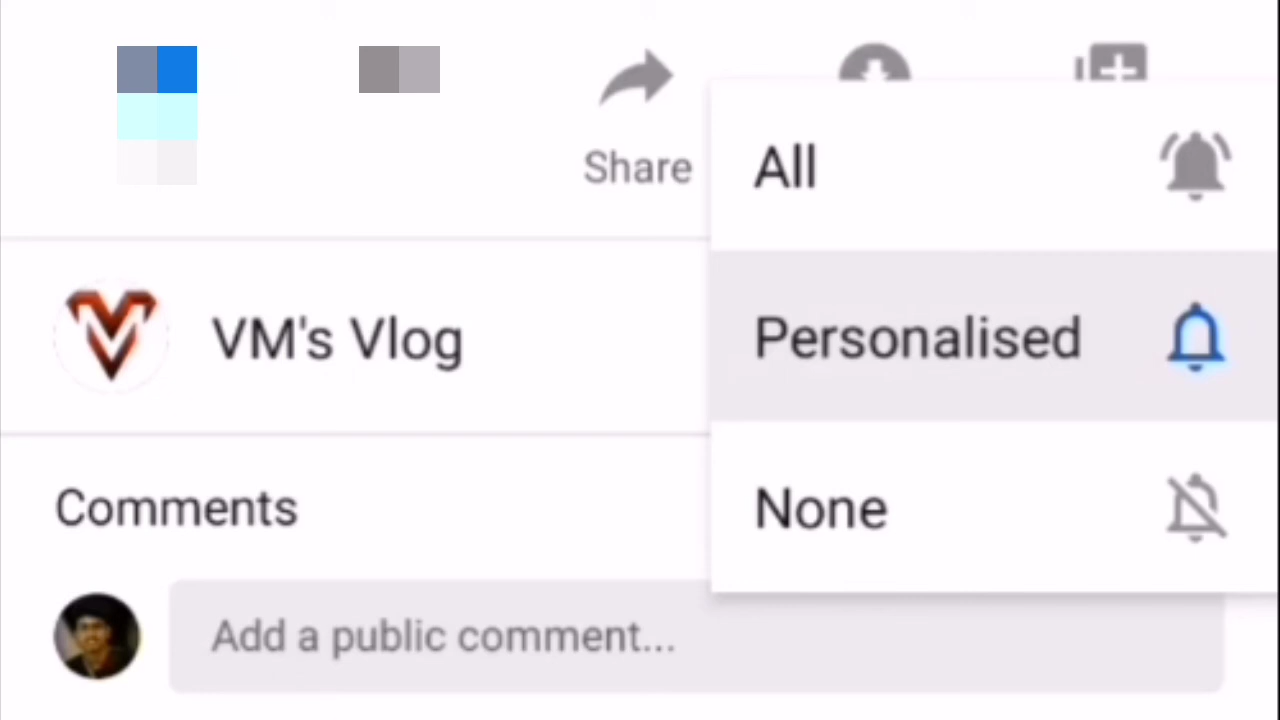 Share
All
VM's Vlog
Personalised
Comments
None
Add a public comment...